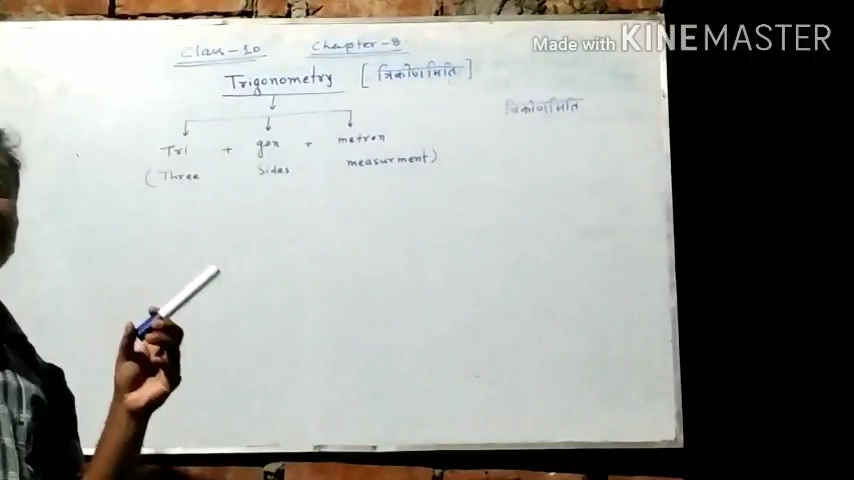 Made with KINEMASTER
Class-10 Chapter-8
Trigonometry [त्रिकोणमिति]
त्रिकोणमिति
Tri + gon + metron
(Three Sides measurment)